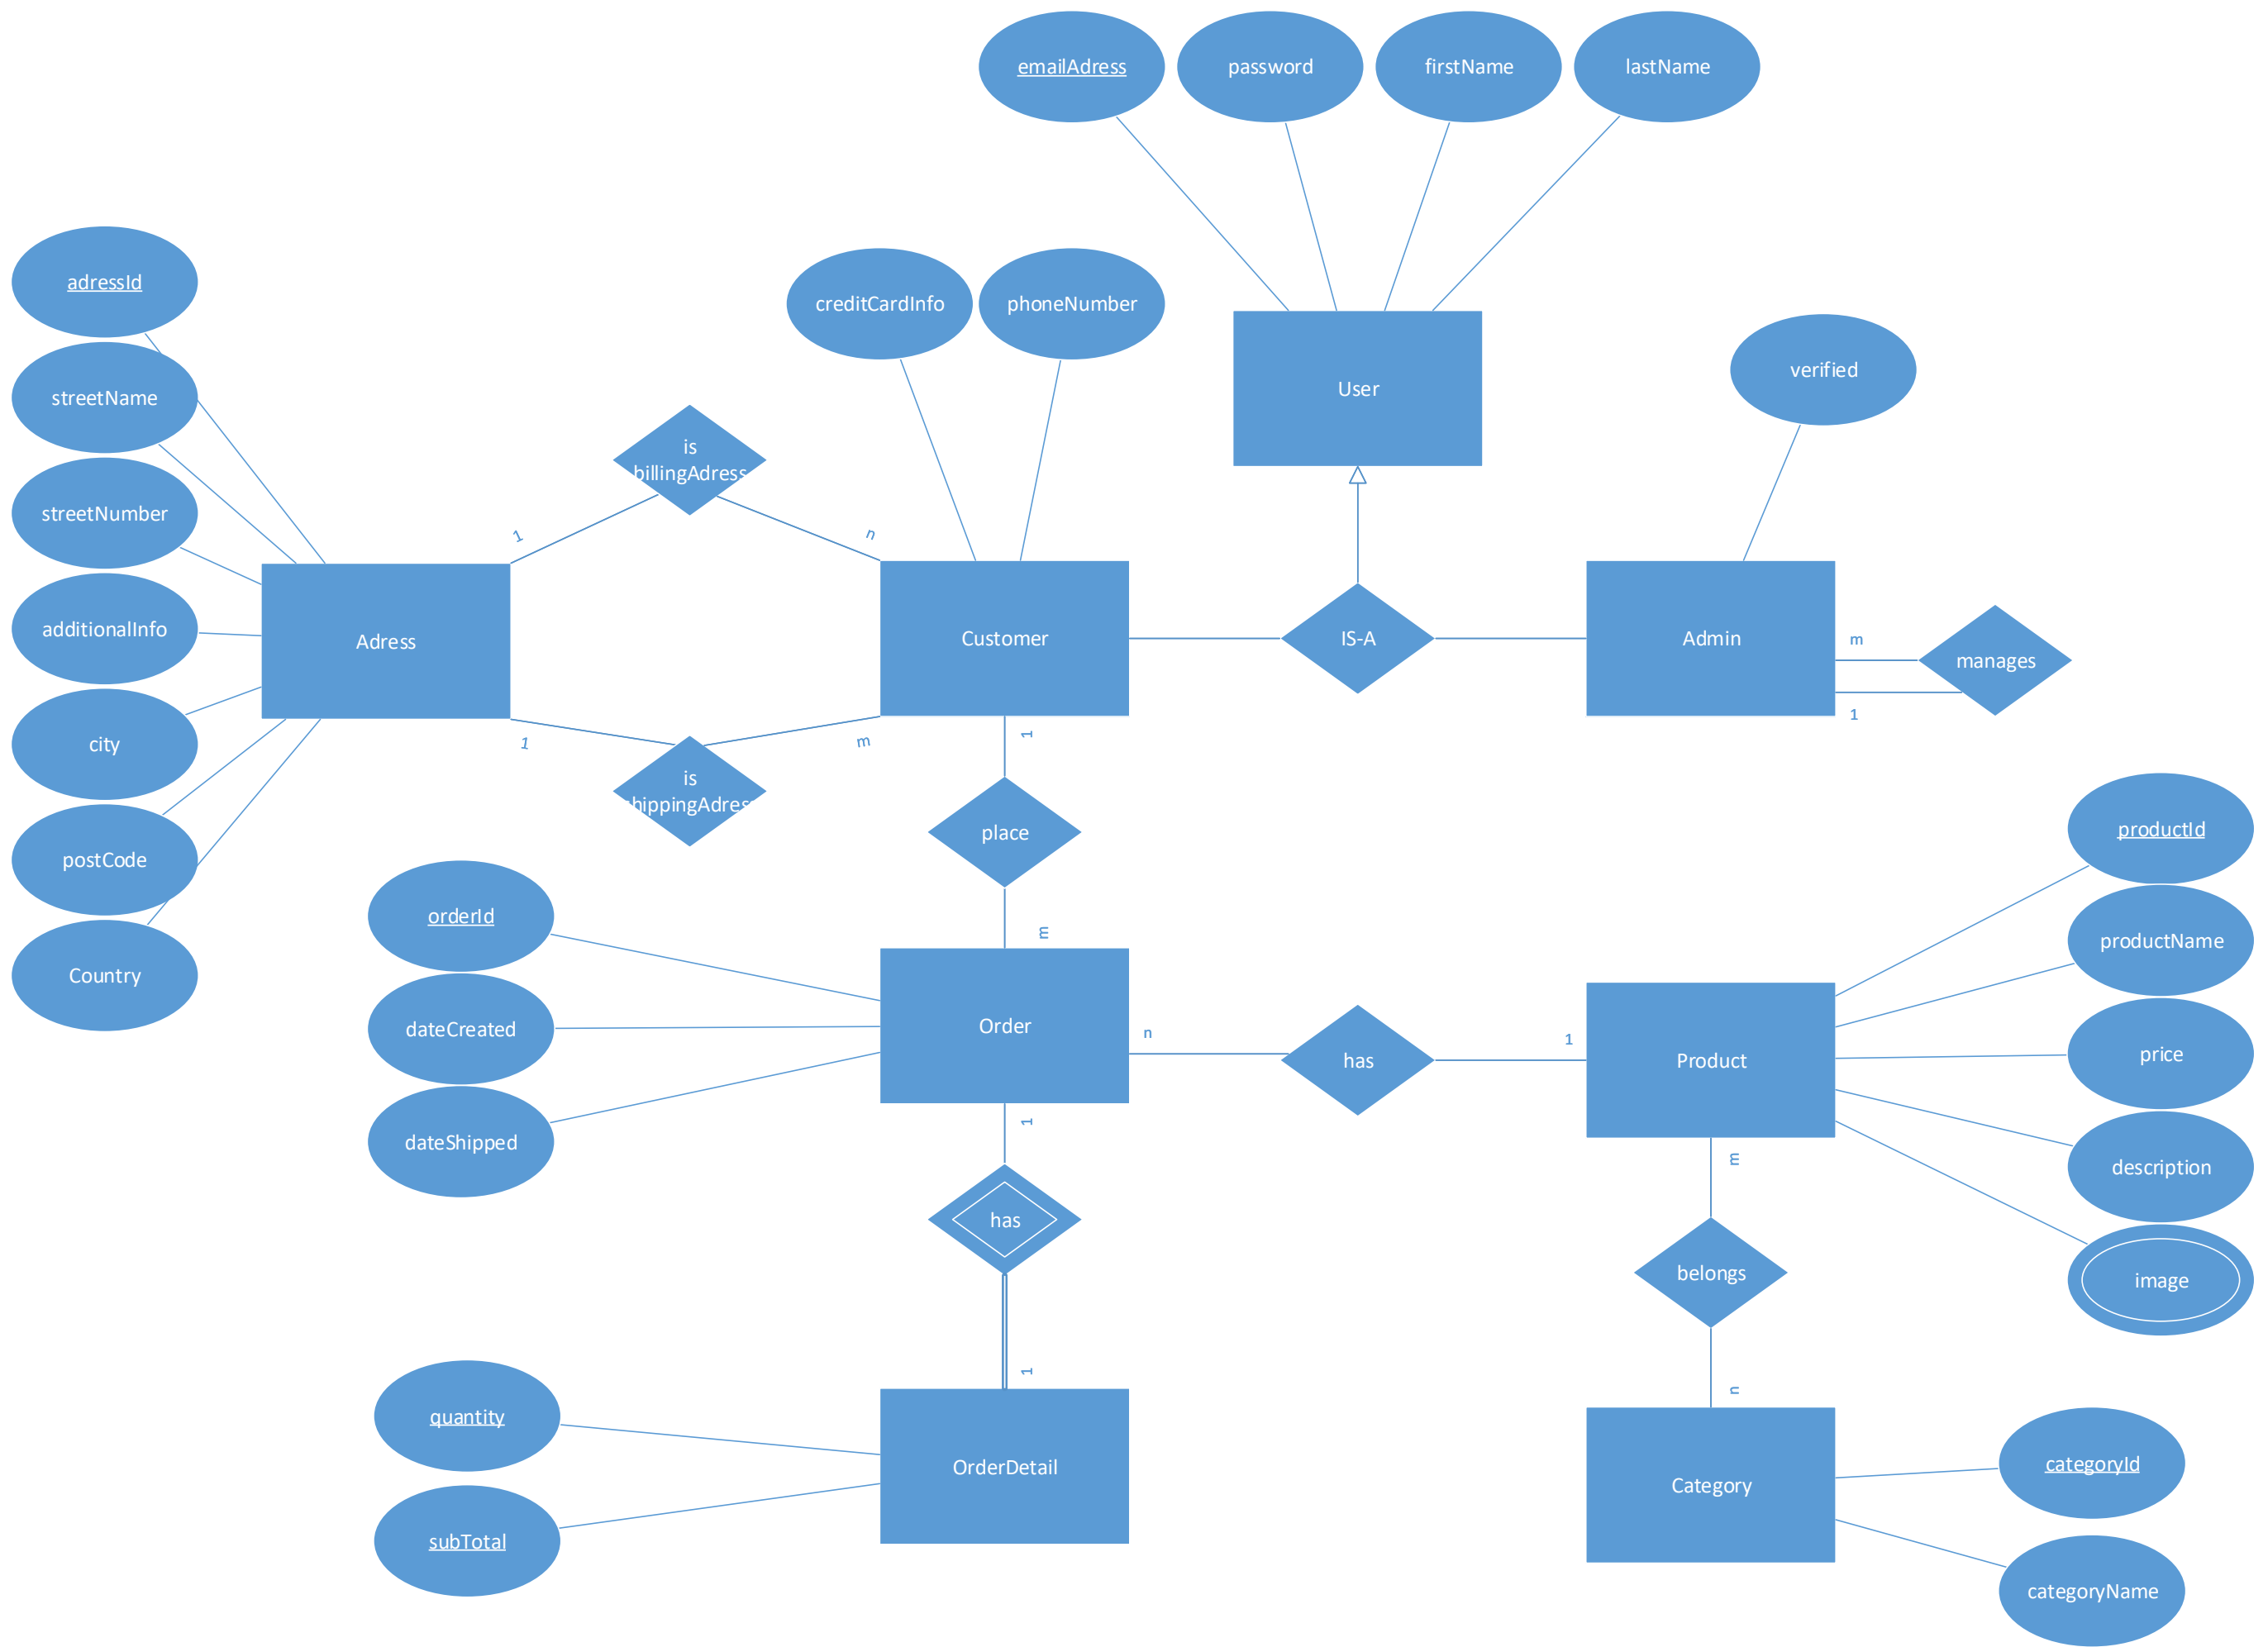 emailAdress
password
firstName
lastName
adressId
creditCardInfo
phoneNumber
verified
User
streetName
is
billingAdress
streetNumber
1
n
additionalInfo
Adress
Customer
IS-A
Admin
m
manages
1
city
1
m
1
is
shippingAdress
place
productId
postCode
orderId
m
productName
Country
dateCreated
Order
n
has
1
Product
price
dateShipped
1
m
description
has
belongs
image
1
n
quantity
OrderDetail
Category
categoryId
subTotal
categoryName